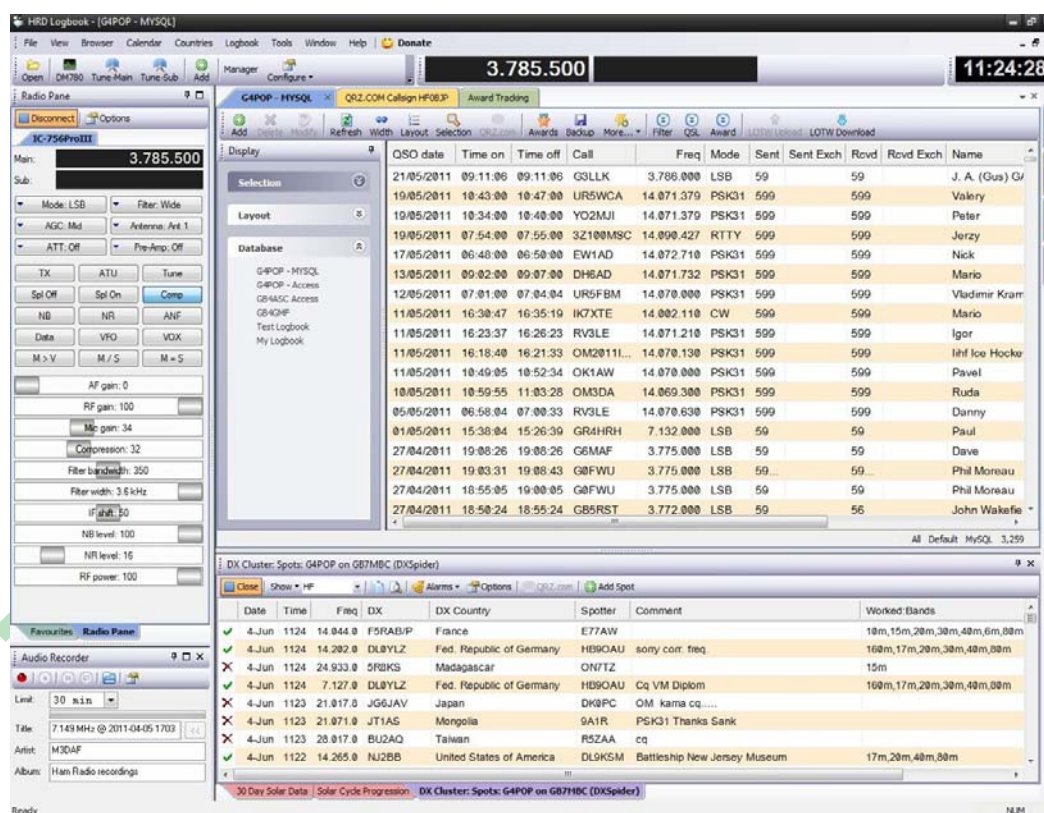 HRD Logbook - [G4POP - MYSQL]
File View Browser Calendar Countries Logbook Tools Window Help Donate
Open DM780 Tune-Main Tune-Sub Add Manager Configure 3.785.500 11:24:28
Radio Pane
Disconnect Options
IC-756ProIII
Main: 3.785.500
Sub:
Mode: LSB Filter: Wide
AGC: Mid Antenna: Ant 1
ATT: Off Pre-Amp: Off
TX ATU Tune
Spl Off Spl On Comp
NB NR ANF
Data VFO VOX
M > V M / S M = S
AF gain: 0
RF gain: 100
Mic gain: 34
Compression: 32
Filter bandwidth: 350
Filter width: 3.6 kHz
IF shift: 50
NB level: 100
NR level: 16
RF power: 100
Favourites Radio Pane
Audio Recorder
Limit: 30 min
Title: 7.149 MHz @ 2011-04-05 1703 <<
Artist: M3DAF
Album: Ham Radio recordings
G4POP - MYSQL QRZ.COM Callsign HF0BJP Award Tracking
Add Delete Modify Refresh Width Layout Selection QRZ.com Awards Backup More... Filter QSL Award LOTW Upload LOTW Download
Display
Selection
Layout
Database
G4POP - MYSQL
G4POP - Access
GB4ASC Access
GB4GMF
Test Logbook
My Logbook
QSO date Time on Time off Call Freq Mode Sent Sent Exch Rcvd Rcvd Exch Name
21/05/2011 09:11:06 09:11:06 G3LLK 3.786.000 LSB 59 59 J. A. (Gus) G/
19/05/2011 10:43:00 10:47:00 UR5WCA 14.071.379 PSK31 599 599 Valery
19/05/2011 10:34:00 10:40:00 YO2MJI 14.071.379 PSK31 599 599 Peter
19/05/2011 07:54:00 07:55:00 3Z100MSC 14.090.427 RTTY 599 599 Jerzy
17/05/2011 06:48:00 06:50:00 EW1AD 14.072.710 PSK31 599 599 Nick
13/05/2011 09:02:00 09:07:00 DH6AD 14.071.732 PSK31 599 599 Mario
12/05/2011 07:01:00 07:04:04 UR5FBM 14.070.000 PSK31 599 599 Vladimir Kram
11/05/2011 16:30:47 16:35:19 IK7XTE 14.002.110 CW 599 599 Mario
11/05/2011 16:23:37 16:26:23 RV3LE 14.071.210 PSK31 599 599 Igor
11/05/2011 16:18:40 16:21:33 OM2011I... 14.070.130 PSK31 599 599 Iihf Ice Hocke
11/05/2011 10:49:05 10:52:34 OK1AW 14.070.000 PSK31 599 599 Pavel
10/05/2011 10:59:55 11:03:28 OM3DA 14.069.300 PSK31 599 599 Ruda
05/05/2011 06:58:04 07:00:33 RV3LE 14.070.630 PSK31 599 599 Danny
01/05/2011 15:38:04 15:26:39 GR4HRH 7.132.000 LSB 59 59 Paul
27/04/2011 19:08:26 19:08:26 G6MAF 3.775.000 LSB 59 59 Dave
27/04/2011 19:03:31 19:08:43 G0FWU 3.775.000 LSB 59... 59... Phil Moreau
27/04/2011 18:55:05 19:00:05 G0FWU 3.775.000 LSB 59 59 Phil Moreau
27/04/2011 18:50:24 18:55:24 GB5RST 3.772.000 LSB 59 56 John Wakefie
All Default MySQL 3,259
DX Cluster: Spots: G4POP on GB7MBC (DXSpider)
Close Show HF Alarms Options QRZ.com Add Spot
Date Time Freq DX DX Country Spotter Comment Worked:Bands
4-Jun 1124 14.044.0 F5RAB/P France E77AW 10m,15m,20m,30m,40m,6m,80m
4-Jun 1124 14.202.0 DL0YLZ Fed. Republic of Germany HB9OAU sorry corr. freq. 160m,17m,20m,30m,40m,80m
4-Jun 1124 24.933.0 5R8KS Madagascar ON7TZ 15m
4-Jun 1124 7.127.0 DL0YLZ Fed. Republic of Germany HB9OAU Cq VM Diplom 160m,17m,20m,30m,40m,80m
4-Jun 1123 21.017.8 JG6JAV Japan DK0PC OM kama cq.....
4-Jun 1123 21.071.0 JT1AS Mongolia 9A1R PSK31 Thanks Sank
4-Jun 1123 28.017.0 BU2AQ Taiwan R5ZAA cq
4-Jun 1122 14.265.0 NJ2BB United States of America DL9KSM Battleship New Jersey Museum 17m,20m,40m,80m
30 Day Solar Data Solar Cycle Progression DX Cluster: Spots: G4POP on GB7MBC (DXSpider)
Ready NUM